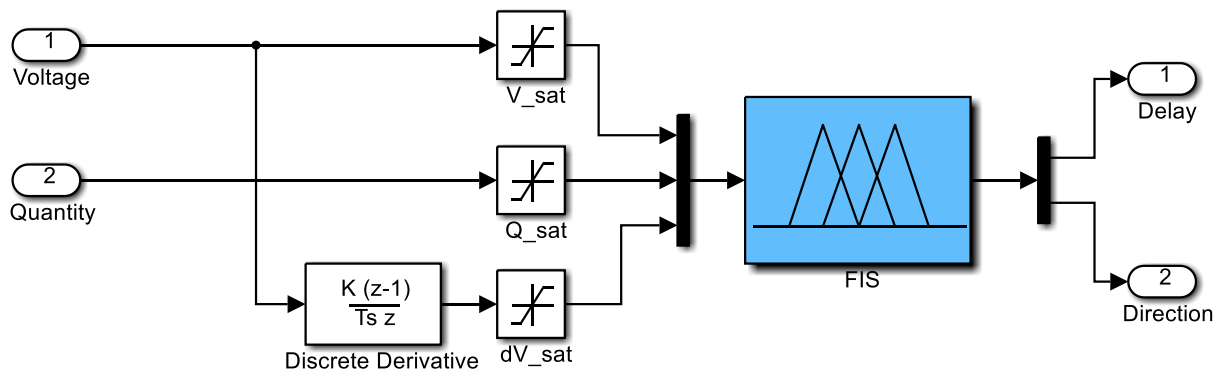 1
Voltage
V_sat
2
Quantity
Q_sat
K (z-1)
Ts z
Discrete Derivative
dV_sat
FIS
1
Delay
2
Direction